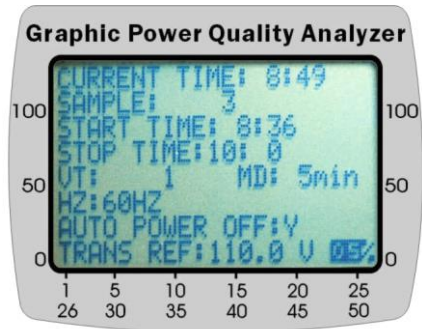 Graphic Power Quality Analyzer
CURRENT TIME: 8:49
100 SAMPLE: 3 100
START TIME: 8:36
STOP TIME:10: 0
50 VT: 1 MD: 5min 50
HZ:60HZ
AUTO POWER OFF:Y
0 TRANS REF:110.0 V 05% 0
1 5 10 15 20 25
26 30 35 40 45 50